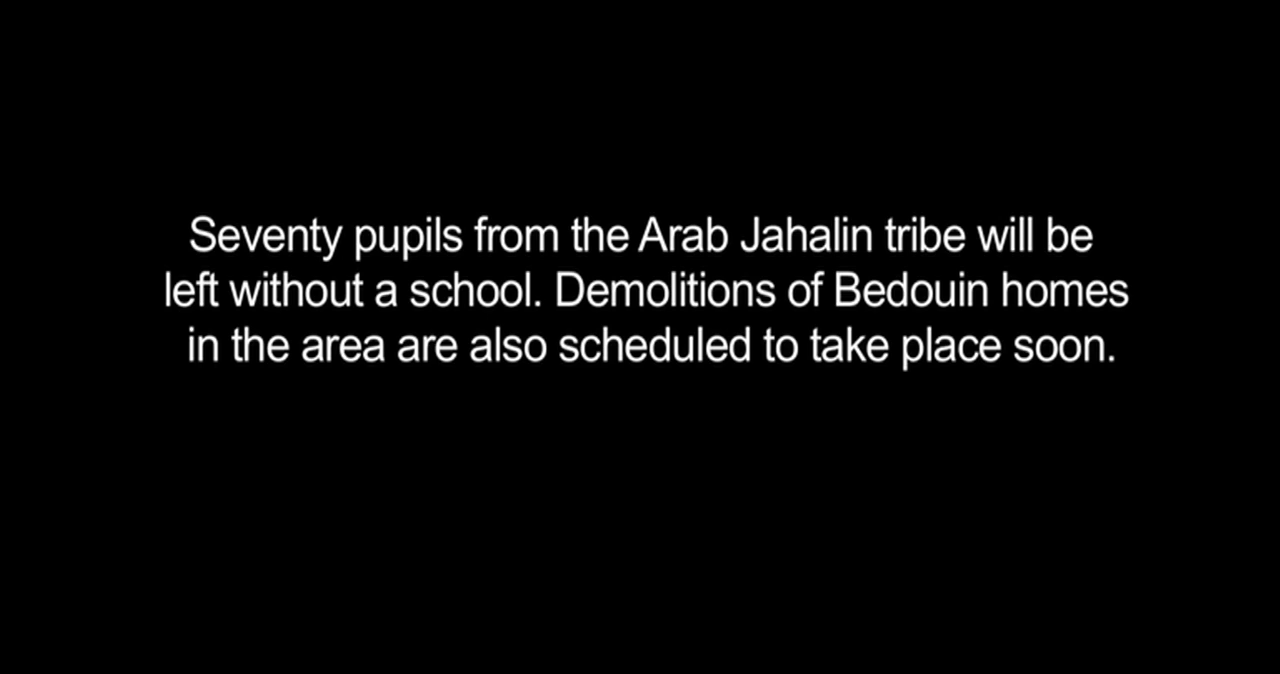 Seventy pupils from the Arab Jahalin tribe will be
left without a school. Demolitions of Bedouin homes
in the area are also scheduled to take place soon.